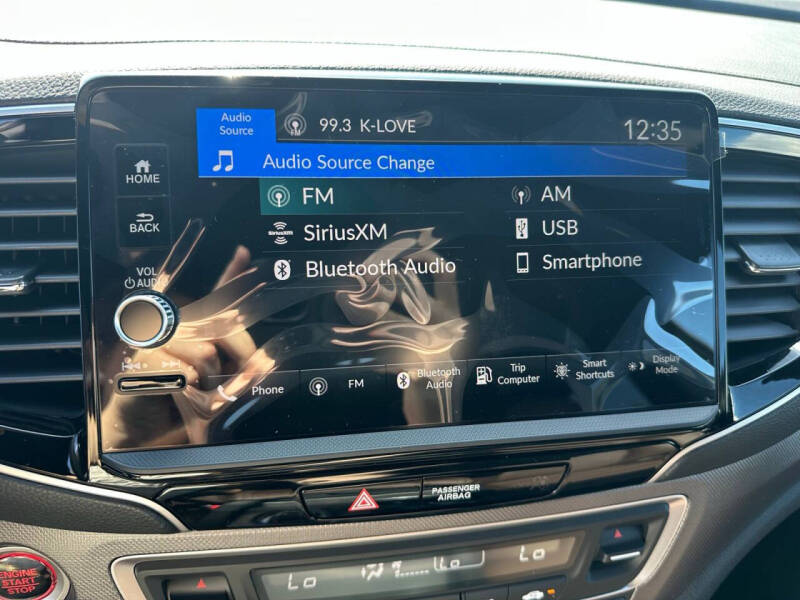 Audio
Source
99.3 K-LOVE
12:35
Audio Source Change
HOME
BACK
FM
AM
SiriusXM
USB
Bluetooth Audio
Smartphone
VOL
AUDIO
Phone
FM
Bluetooth
Audio
Trip
Computer
Smart
Shortcuts
Display
Mode
PASSENGER
AIRBAG
ENGINE
START
STOP
Lo
Lo
Lo